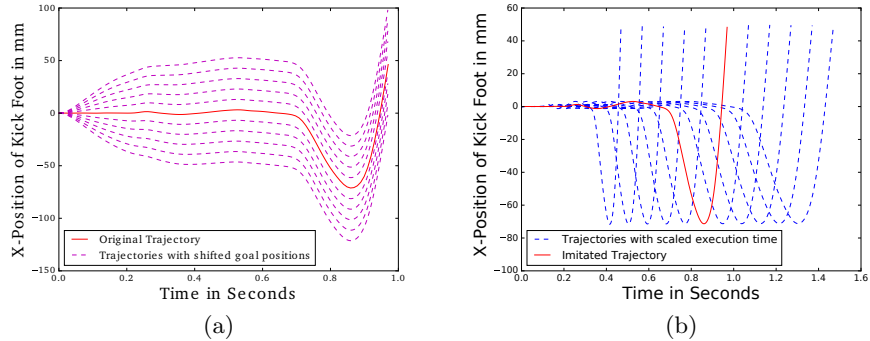 100
50
0
−50
−100
−150
0.0 0.2 0.4 0.6 0.8 1.0
X-Position of Kick Foot in mm
Time in Seconds
Original Trajectory
Trajectories with shifted goal positions
(a)
60
40
20
0
−20
−40
−60
−80
−100
0.0 0.2 0.4 0.6 0.8 1.0 1.2 1.4 1.6
X-Position of Kick Foot in mm
Time in Seconds
Trajectories with scaled execution time
Imitated Trajectory
(b)